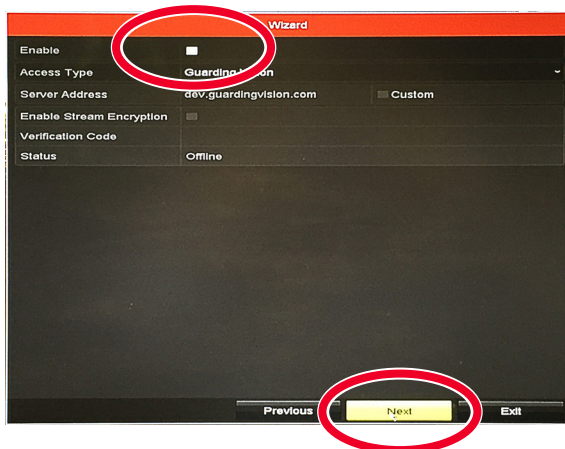 Wizard
Enable
Access Type Guarding Vision
Server Address dev.guardingvision.com Custom
Enable Stream Encryption
Verification Code
Status Offline
Previous Next Exit